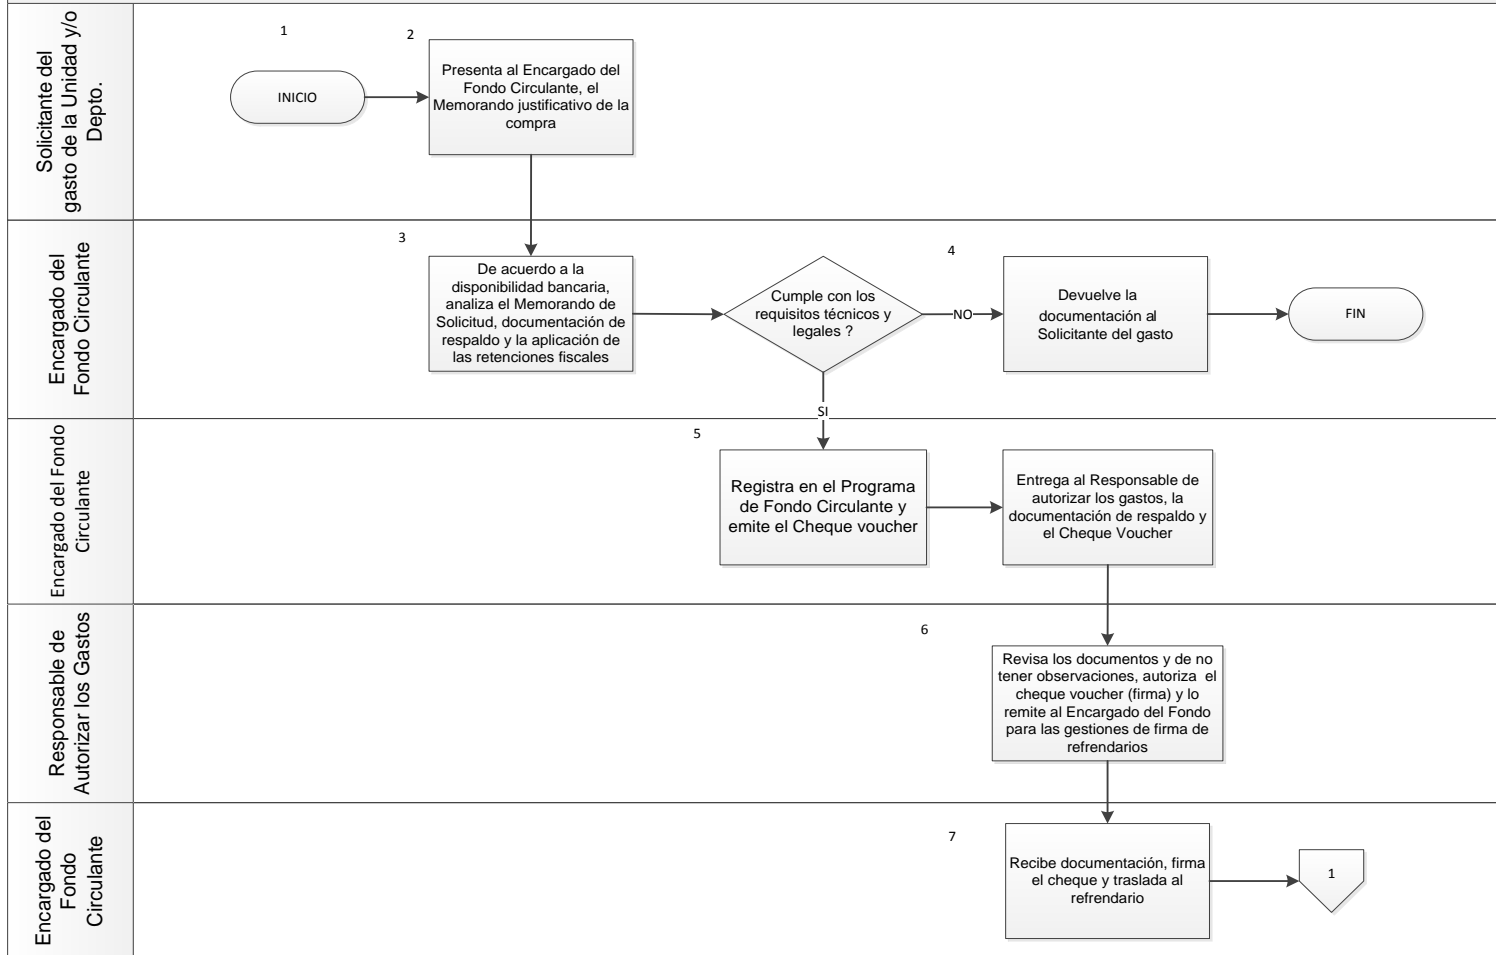 Solicitante del
gasto de la Unidad y/o
Depto.
1
INICIO
2
Presenta al Encargado del
Fondo Circulante, el
Memorando justificativo de la
compra
Encargado del
Fondo Circulante
3
De acuerdo a la
disponibilidad bancaria,
analiza el Memorando de
Solicitud, documentación de
respaldo y la aplicación de
las retenciones fiscales
Cumple con los
requisitos técnicos y
legales ?
NO
SI
4
Devuelve la
documentación al
Solicitante del gasto
FIN
Encargado del Fondo
Circulante
5
Registra en el Programa
de Fondo Circulante y
emite el Cheque voucher
Entrega al Responsable de
autorizar los gastos, la
documentación de respaldo y
el Cheque Voucher
Responsable de
Autorizar los Gastos
6
Revisa los documentos y de no
tener observaciones, autoriza  el
cheque voucher (firma) y lo
remite al Encargado del Fondo
para las gestiones de firma de
refrendarios
Encargado del
Fondo
Circulante
7
Recibe documentación, firma
el cheque y traslada al
refrendario
1